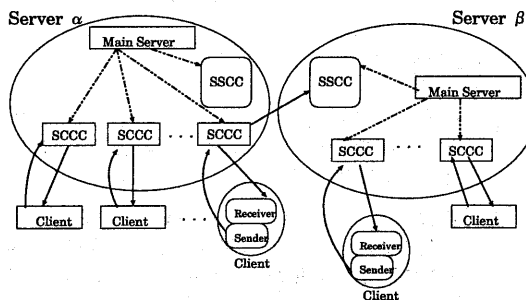 Server α
Server β
Main Server
SSCC
SSCC
Main Server
SCCC
SCCC
· · ·
SCCC
SCCC
· · ·
SCCC
Client
Client
· · ·
Receiver
Sender
Client
Client
Receiver
Sender
Client